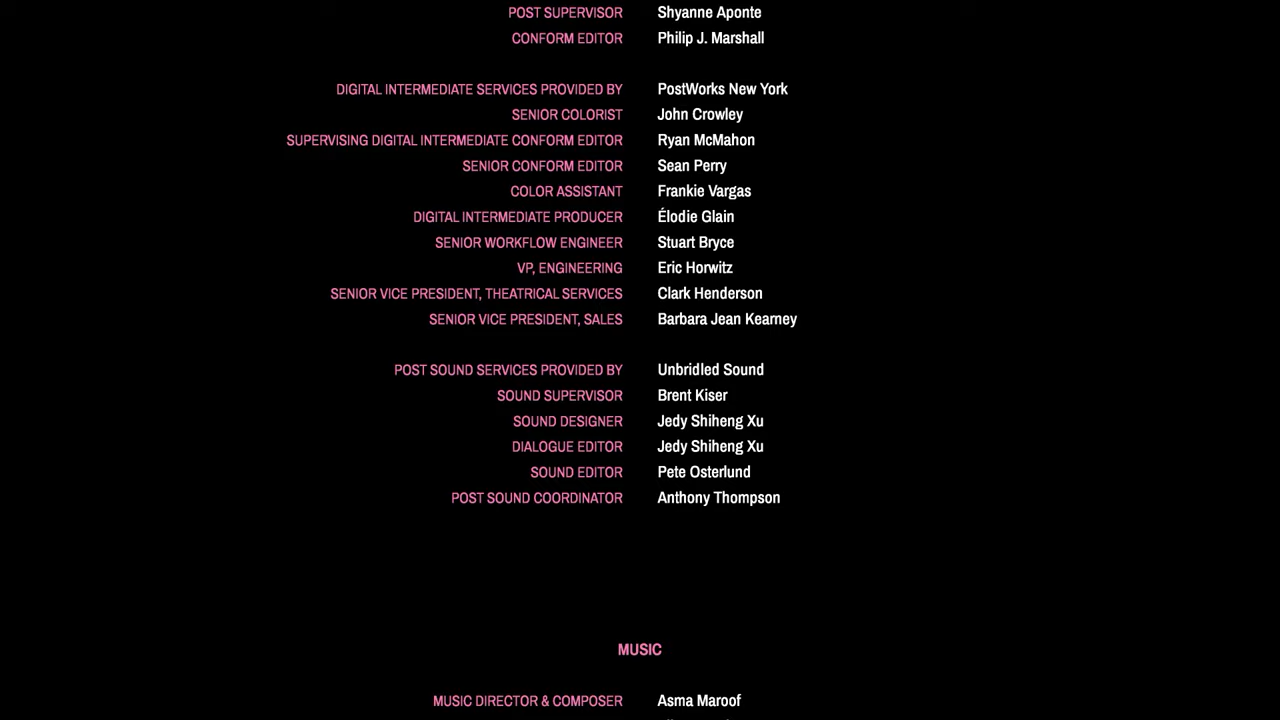 POST SUPERVISOR Shyanne Aponte
CONFORM EDITOR Philip J. Marshall
DIGITAL INTERMEDIATE SERVICES PROVIDED BY PostWorks New York
SENIOR COLORIST John Crowley
SUPERVISING DIGITAL INTERMEDIATE CONFORM EDITOR Ryan McMahon
SENIOR CONFORM EDITOR Sean Perry
COLOR ASSISTANT Frankie Vargas
DIGITAL INTERMEDIATE PRODUCER Élodie Glain
SENIOR WORKFLOW ENGINEER Stuart Bryce
VP, ENGINEERING Eric Horwitz
SENIOR VICE PRESIDENT, THEATRICAL SERVICES Clark Henderson
SENIOR VICE PRESIDENT, SALES Barbara Jean Kearney
POST SOUND SERVICES PROVIDED BY Unbridled Sound
SOUND SUPERVISOR Brent Kiser
SOUND DESIGNER Jedy Shiheng Xu
DIALOGUE EDITOR Jedy Shiheng Xu
SOUND EDITOR Pete Osterlund
POST SOUND COORDINATOR Anthony Thompson
MUSIC
MUSIC DIRECTOR & COMPOSER Asma Maroof